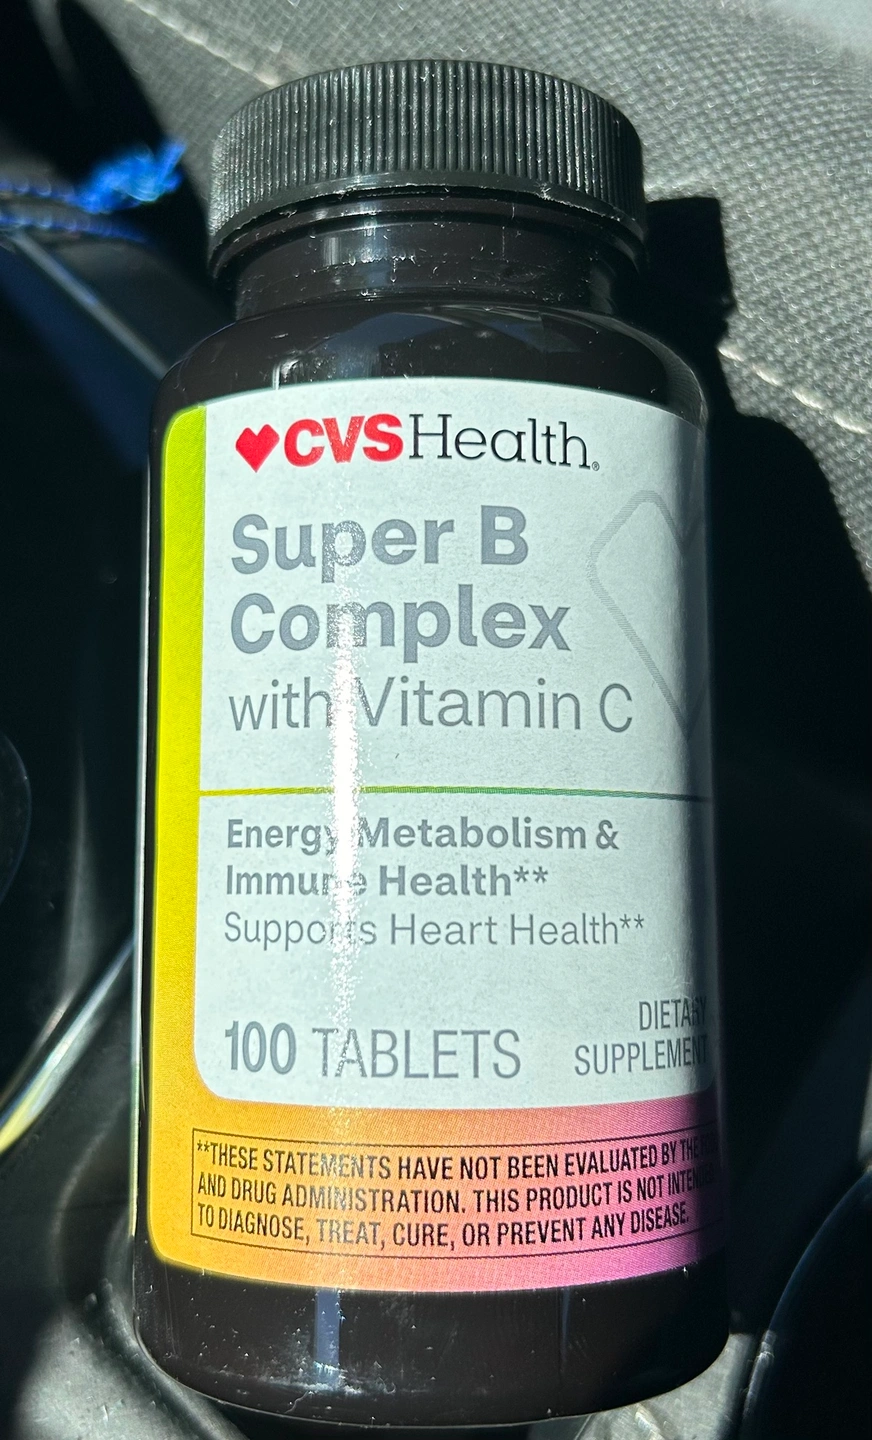 CVSHealth®
Super B
Complex
with Vitamin C
Energy Metabolism &
Immune Health**
Supports Heart Health**
100 TABLETS
DIETARY
SUPPLEMENT
**THESE STATEMENTS HAVE NOT BEEN EVALUATED BY THE
AND DRUG ADMINISTRATION. THIS PRODUCT IS NOT INTENDED
TO DIAGNOSE, TREAT, CURE, OR PREVENT ANY DISEASE.